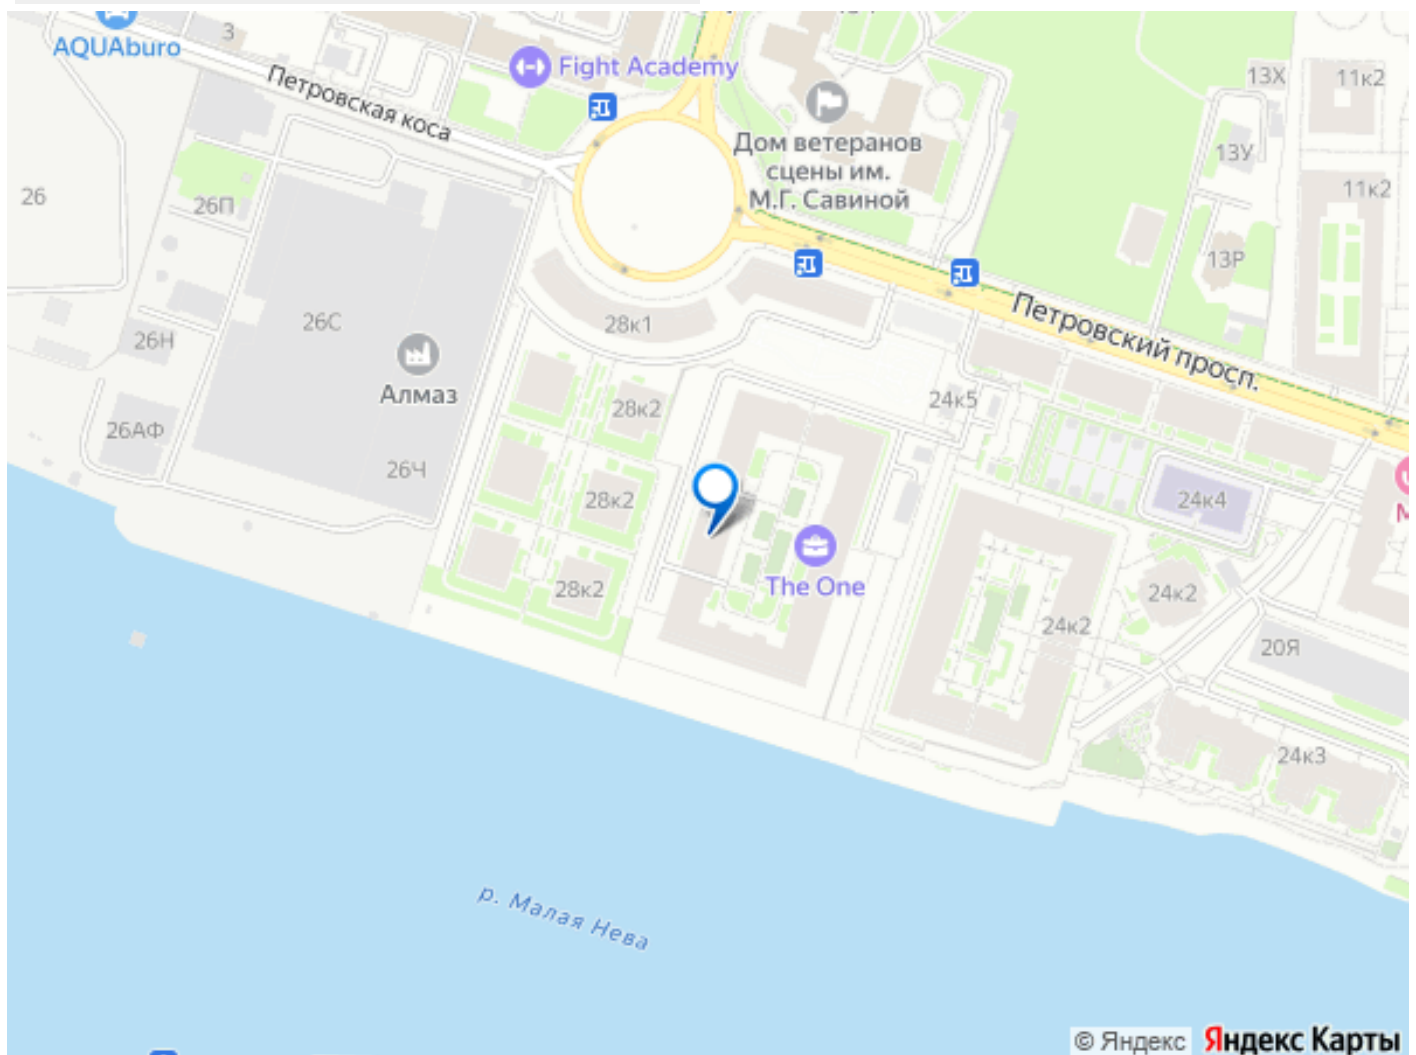 AQUAburo
3
Петровская коса
Fight Academy
Дом ветеранов
сцены им.
М.Г. Савиной
13Х
11к2
13У
11к2
13Р
26
26П
26С
26Н
Алмаз
26АФ
26Ч
28к1
Петровский просп.
28к2
24к5
28к2
24к4
The One
28к2
24к2
24к2
20Я
24к3
р. Малая Нева
© Яндекс Яндекс Карты